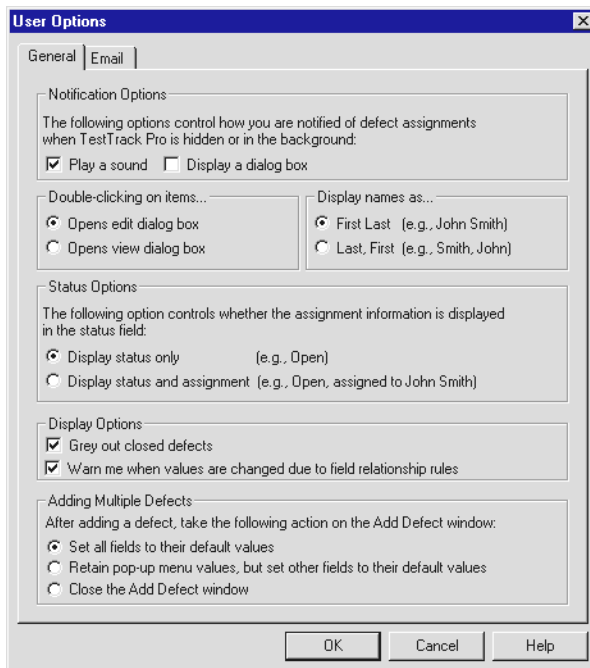 User Options
General
Email
Notification Options
The following options control how you are notified of defect assignments
when TestTrack Pro is hidden or in the background:
Play a sound
Display a dialog box
Double-clicking on items...
Opens edit dialog box
Opens view dialog box
Display names as...
First Last (e.g., John Smith)
Last, First (e.g., Smith, John)
Status Options
The following option controls whether the assignment information is displayed
in the status field:
Display status only (e.g., Open)
Display status and assignment (e.g., Open, assigned to John Smith)
Display Options
Grey out closed defects
Warn me when values are changed due to field relationship rules
Adding Multiple Defects
After adding a defect, take the following action on the Add Defect window:
Set all fields to their default values
Retain pop-up menu values, but set other fields to their default values
Close the Add Defect window
OK
Cancel
Help